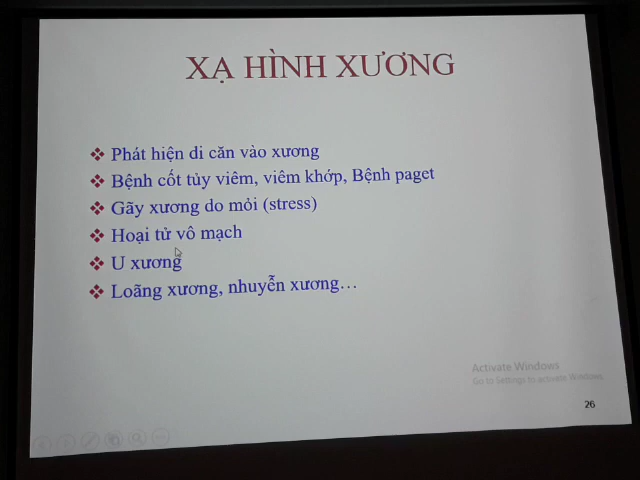 XẠ HÌNH XƯƠNG
Phát hiện di căn vào xương
Bệnh cốt tủy viêm, viêm khớp, Bệnh paget
Gãy xương do mỏi (stress)
Hoại tử vô mạch
U xương
Loãng xương, nhuyễn xương…
Activate Windows
Go to Settings to activate Windows.
26